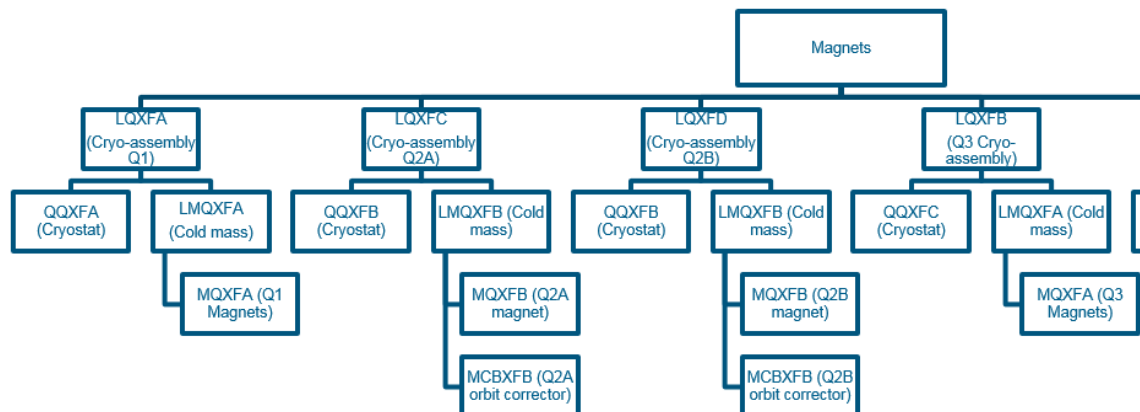 Magnets
LQXFA
(Cryo-assembly
Q1)
LQXFC
(Cryo-assembly
Q2A)
LQXFD
(Cryo-assembly
Q2B)
LQXFB
(Q3 Cryo-
assembly)
QQXFA
(Cryostat)
LMQXFA
(Cold mass)
QQXFB
(Cryostat)
LMQXFB (Cold
mass)
QQXFB
(Cryostat)
LMQXFB (Cold
mass)
QQXFC
(Cryostat)
LMQXFA (Cold
mass)
MQXFA (Q1
Magnets)
MQXFB (Q2A
magnet)
MQXFB (Q2B
magnet)
MQXFA (Q3
Magnets)
MCBXFB (Q2A
orbit corrector)
MCBXFB (Q2B
orbit corrector)